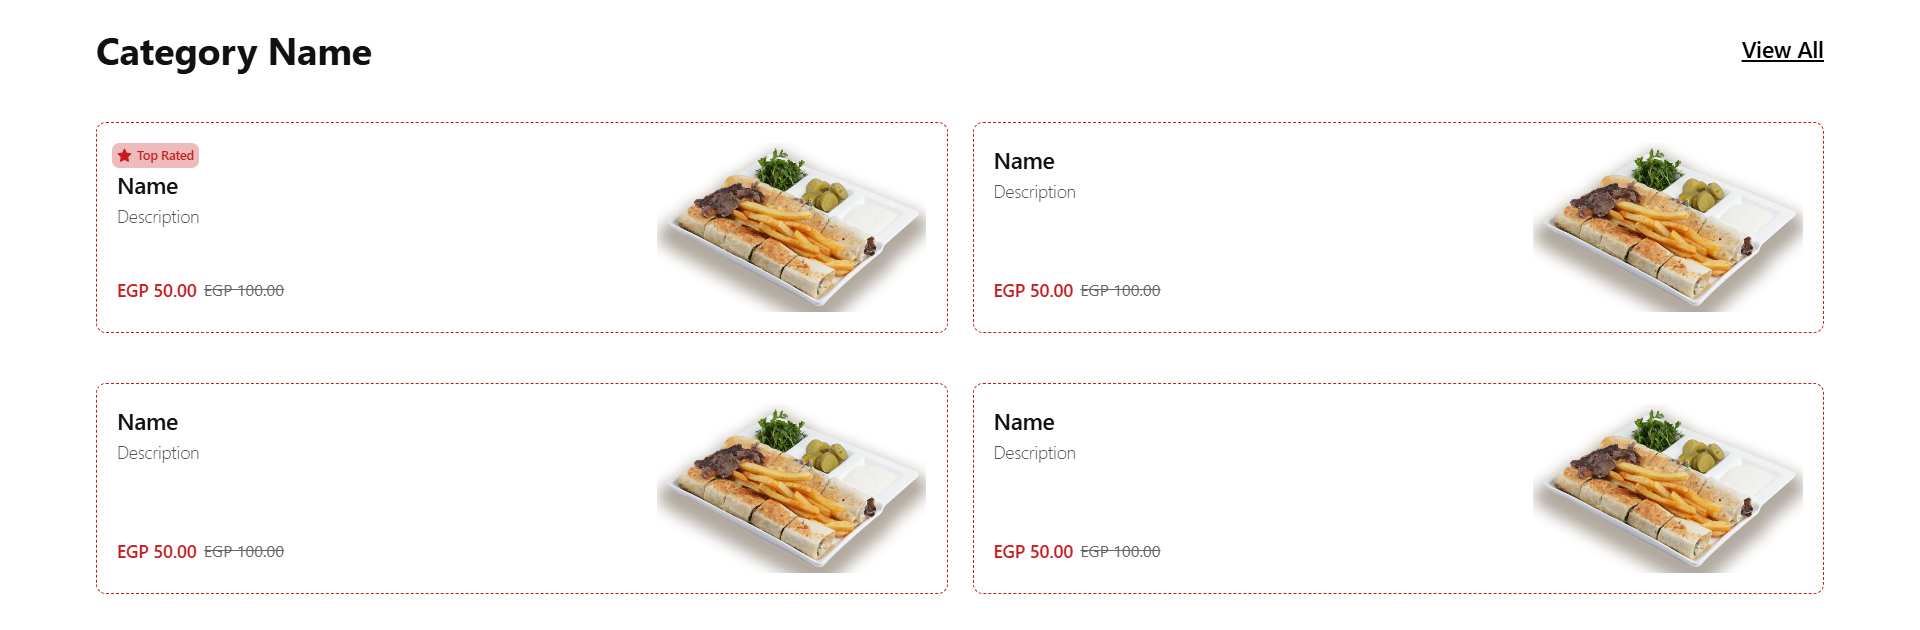 Category Name
View All
Top Rated
Name
Description
EGP 50.00 EGP 100.00
Name
Description
EGP 50.00 EGP 100.00
Name
Description
EGP 50.00 EGP 100.00
Name
Description
EGP 50.00 EGP 100.00